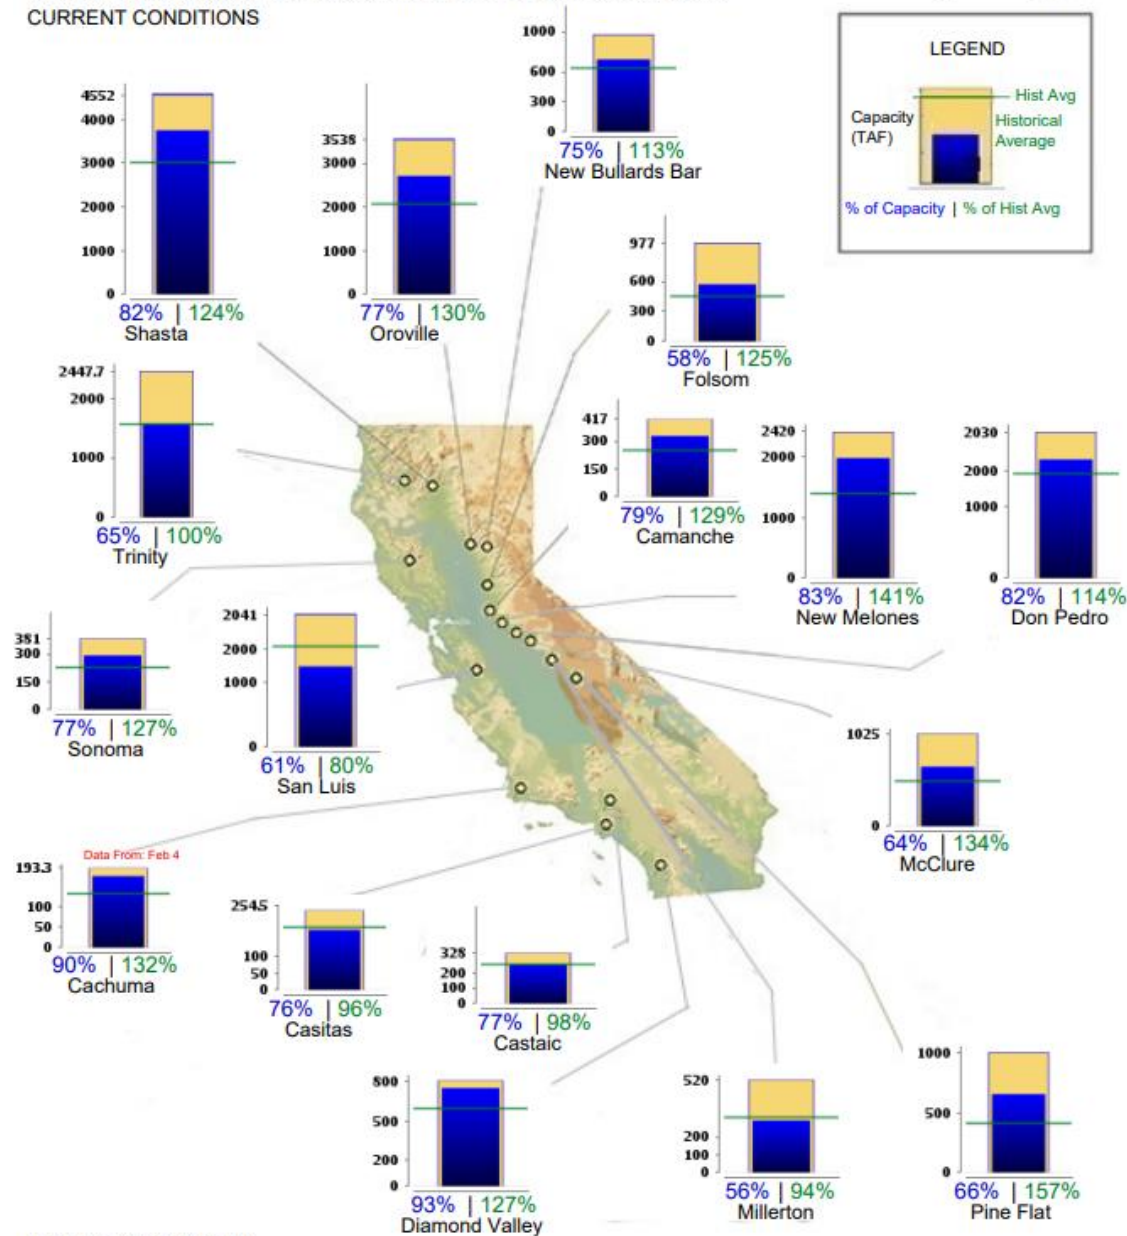 CURRENT CONDITIONS
LEGEND
Capacity
(TAF)
Hist Avg
Historical
Average
% of Capacity | % of Hist Avg
4552
4000
3000
2000
1000
0
82% | 124%
Shasta
3538
3000
2000
1000
0
77% | 130%
Oroville
1000
600
300
0
75% | 113%
New Bullards Bar
977
600
300
0
58% | 125%
Folsom
2447.7
2000
1000
0
65% | 100%
Trinity
417
300
150
0
79% | 129%
Camanche
2420
2000
1000
0
83% | 141%
New Melones
2030
2000
1000
0
82% | 114%
Don Pedro
381
300
150
0
77% | 127%
Sonoma
2041
2000
1000
0
61% | 80%
San Luis
1025
0
64% | 134%
McClure
Data From: Feb 4
193.3
100
50
0
90% | 132%
Cachuma
254.5
100
50
0
76% | 96%
Casitas
328
200
100
0
77% | 98%
Castaic
800
500
200
0
93% | 127%
Diamond Valley
520
200
100
0
56% | 94%
Millerton
1000
500
0
66% | 157%
Pine Flat